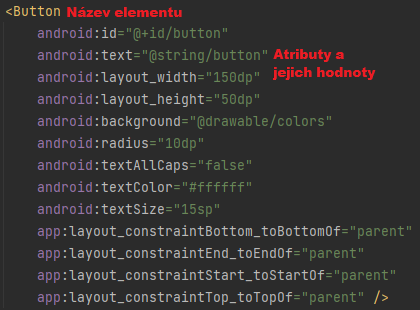 <Button Název elementu
android:id="@+id/button"
android:text="@string/button" Atributy a
android:layout_width="150dp" jejich hodnoty
android:layout_height="50dp"
android:background="@drawable/colors"
android:radius="10dp"
android:textAllCaps="false"
android:textColor="#ffffff"
android:textSize="15sp"
app:layout_constraintBottom_toBottomOf="parent"
app:layout_constraintEnd_toEndOf="parent"
app:layout_constraintStart_toStartOf="parent"
app:layout_constraintTop_toTopOf="parent" />